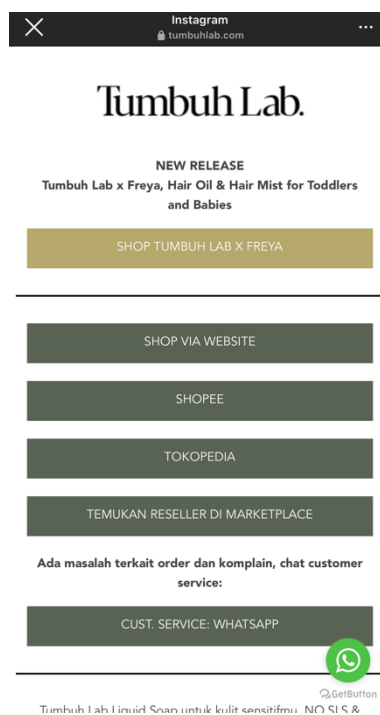 Instagram
tumbuhlab.com
Tumbuh Lab.
NEW RELEASE
Tumbuh Lab x Freya, Hair Oil & Hair Mist for Toddlers
and Babies
SHOP TUMBUH LAB X FREYA
SHOP VIA WEBSITE
SHOPEE
TOKOPEDIA
TEMUKAN RESELLER DI MARKETPLACE
Ada masalah terkait order dan komplain, chat customer
service:
CUST. SERVICE: WHATSAPP
GetButton
Tumbuh Lab Liquid Soap untuk kulit sensitifmu. NO SLS &